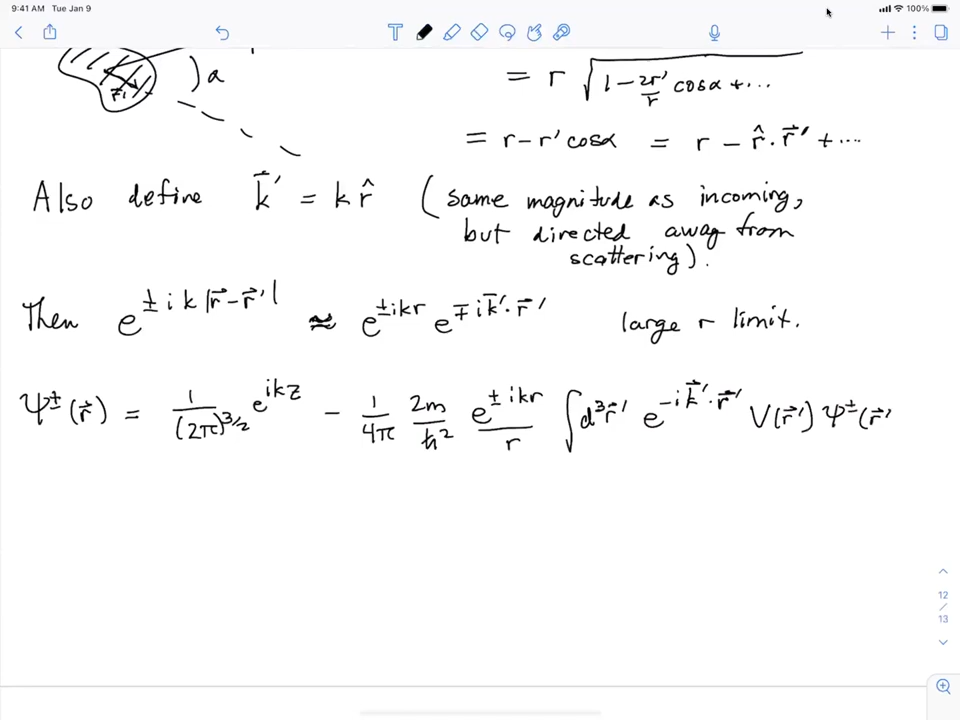 9:41 AM Tue Jan 9 100%
α = r √(1 - 2r'/r cosα + ...
r⃗' = r - r' cosα = r - r̂·r⃗' + ...
Also define k⃗' = k r̂ (same magnitude as incoming,
but directed away from
scattering).
Then e^{±ik|r⃗-r⃗'|} ≈ e^{±ikr} e^{∓ik⃗'·r⃗'} large r limit.
Ψ^±(r⃗) = 1/(2π)^{3/2} e^{ikz} - 1/4π 2m/ħ² e^{±ikr}/r ∫d³r⃗' e^{-ik⃗'·r⃗'} V(r⃗') Ψ^±(r⃗'
12
/
13